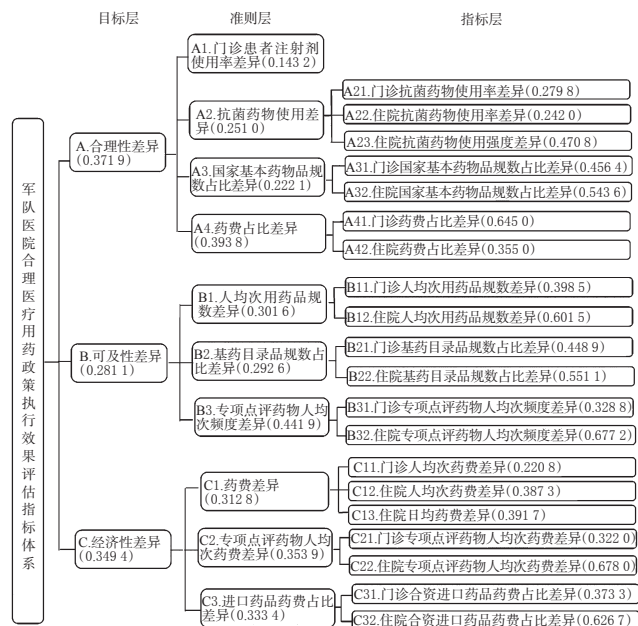 目标层
准则层
指标层
军队医院合理医疗用药政策执行效果评估指标体系
A.合理性差异
(0.371 9)
A1.门诊患者注射剂
使用率差异(0.143 2)
A2.抗菌药物使用差
异(0.251 0)
A21.门诊抗菌药物使用率差异(0.279 8)
A22.住院抗菌药物使用率差异(0.242 0)
A23.住院抗菌药物使用强度差异(0.470 8)
A3.国家基本药物品规
数占比差异(0.222 1)
A31.门诊国家基本药物品规数占比差异(0.456 4)
A32.住院国家基本药物品规数占比差异(0.543 6)
A4.药费占比差异
(0.393 8)
A41.门诊药费占比差异(0.645 0)
A42.住院药费占比差异(0.355 0)
B.可及性差异
(0.281 1)
B1.人均次用药品规
数差异(0.301 6)
B11.门诊人均次用药品规数差异(0.398 5)
B12.住院人均次用药品规数差异(0.601 5)
B2.基药目录品规数占
比差异(0.292 6)
B21.门诊基药目录品规数占比差异(0.448 9)
B22.住院基药目录品规数占比差异(0.551 1)
B3.专项点评药物人均
次频度差异(0.441 9)
B31.门诊专项点评药物人均次频度差异(0.328 8)
B32.住院专项点评药物人均次频度差异(0.677 2)
C.经济性差异
(0.349 4)
C1.药费差异
(0.312 8)
C11.门诊人均次药费差异(0.220 8)
C12.住院人均次药费差异(0.387 3)
C13.住院日均药费差异(0.391 7)
C2.专项点评药物人均
次药费差异(0.353 9)
C21.门诊专项点评药物人均次药费差异(0.322 0)
C22.住院专项点评药物人均次药费差异(0.678 0)
C3.进口药品药费占比
差异(0.333 4)
C31.门诊合资进口药品药费占比差异(0.373 3)
C32.住院合资进口药品药费占比差异(0.626 7)